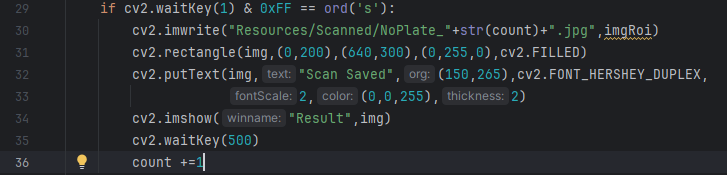 29 if cv2.waitKey(1) & 0xFF == ord('s'):
30 cv2.imwrite("Resources/Scanned/NoPlate_"+str(count)+".jpg",imgRoi)
31 cv2.rectangle(img,(0,200),(640,300),(0,255,0),cv2.FILLED)
32 cv2.putText(img, text: "Scan Saved", org: (150,265),cv2.FONT_HERSHEY_DUPLEX,
33 fontScale: 2, color: (0,0,255), thickness: 2)
34 cv2.imshow( winname: "Result",img)
35 cv2.waitKey(500)
36 count +=1